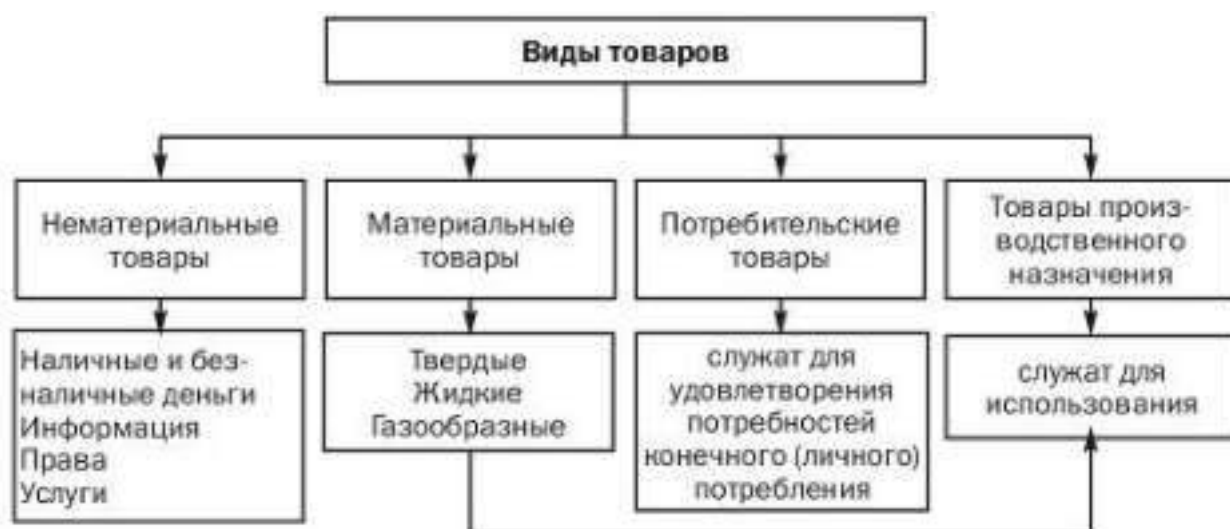 Виды товаров
Нематериальные
товары
Материальные
товары
Потребительские
товары
Товары произ-
водственного
назначения
Наличные и без-
наличные деньги
Информация
Права
Услуги
Твердые
Жидкие
Газообразные
служат для
удовлетворения
потребностей
конечного (личного)
потребления
служат для
использования